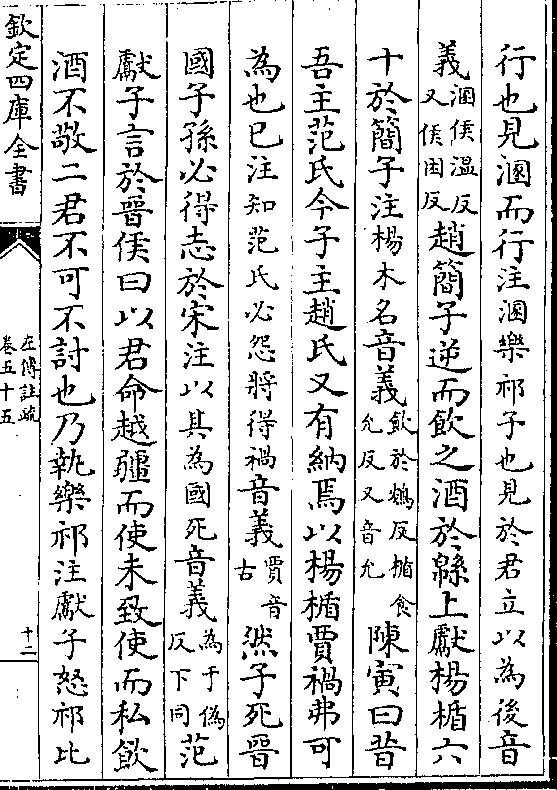 行也見溷而行注溷樂祁子也見於君立以為後音
義溷侯温反又侯困反趙簡子逆而飲之酒於緜上獻楊楯六
十於簡子注楊木名音義飲於鴆反楯食允反又音允陳寅曰昔
吾主范氏今子主趙氏又有納焉以楊楯賈禍弗可
為也已注知范氏必怨將得禍音義賈音古然子死晉
國子孫必得志於宋注以其為國死音義為于偽反下同范
獻子言於晉侯曰以君命越疆而使未致使而私飲
酒不敬二君不可不討也乃執樂祁注獻子怒祁比
欽定四庫全書
左傳註疏
卷五十五
十二